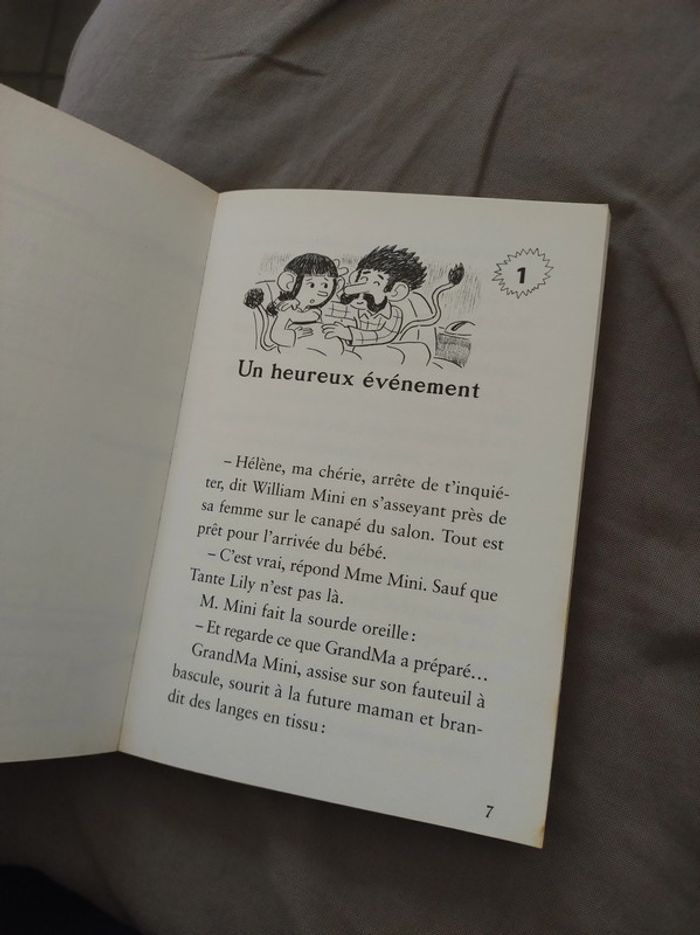 1
Un heureux événement
– Hélène, ma chérie, arrête de t'inquié-
ter, dit William Mini en s'asseyant près de
sa femme sur le canapé du salon. Tout est
prêt pour l'arrivée du bébé.
– C'est vrai, répond Mme Mini. Sauf que
Tante Lily n'est pas là.
M. Mini fait la sourde oreille :
– Et regarde ce que GrandMa a préparé…
GrandMa Mini, assise sur son fauteuil à
bascule, sourit à la future maman et bran-
dit des langes en tissu :
7